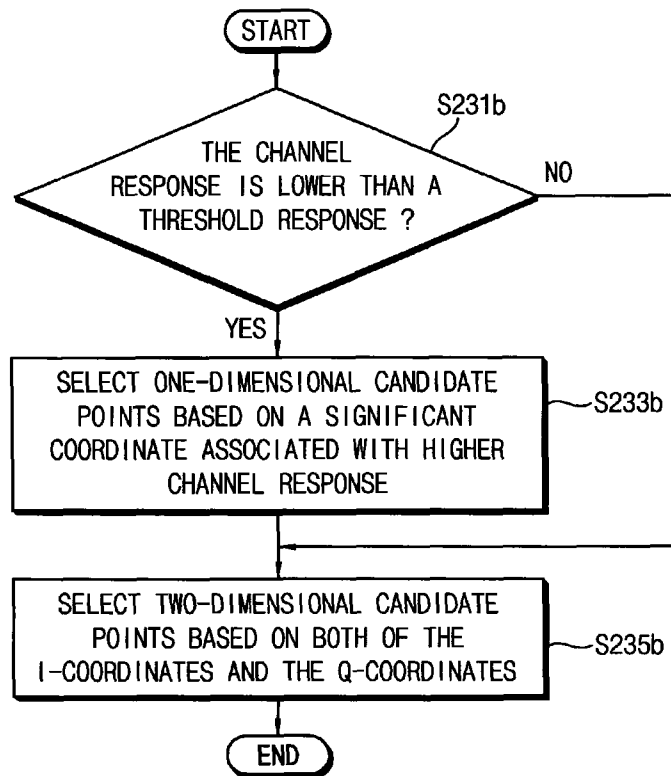 START
S231b
THE CHANNEL
RESPONSE IS LOWER THAN A
THRESHOLD RESPONSE ?
NO
YES
SELECT ONE-DIMENSIONAL CANDIDATE
POINTS BASED ON A SIGNIFICANT
COORDINATE ASSOCIATED WITH HIGHER
CHANNEL RESPONSE
S233b
SELECT TWO-DIMENSIONAL CANDIDATE
POINTS BASED ON BOTH OF THE
I-COORDINATES AND THE Q-COORDINATES
S235b
END